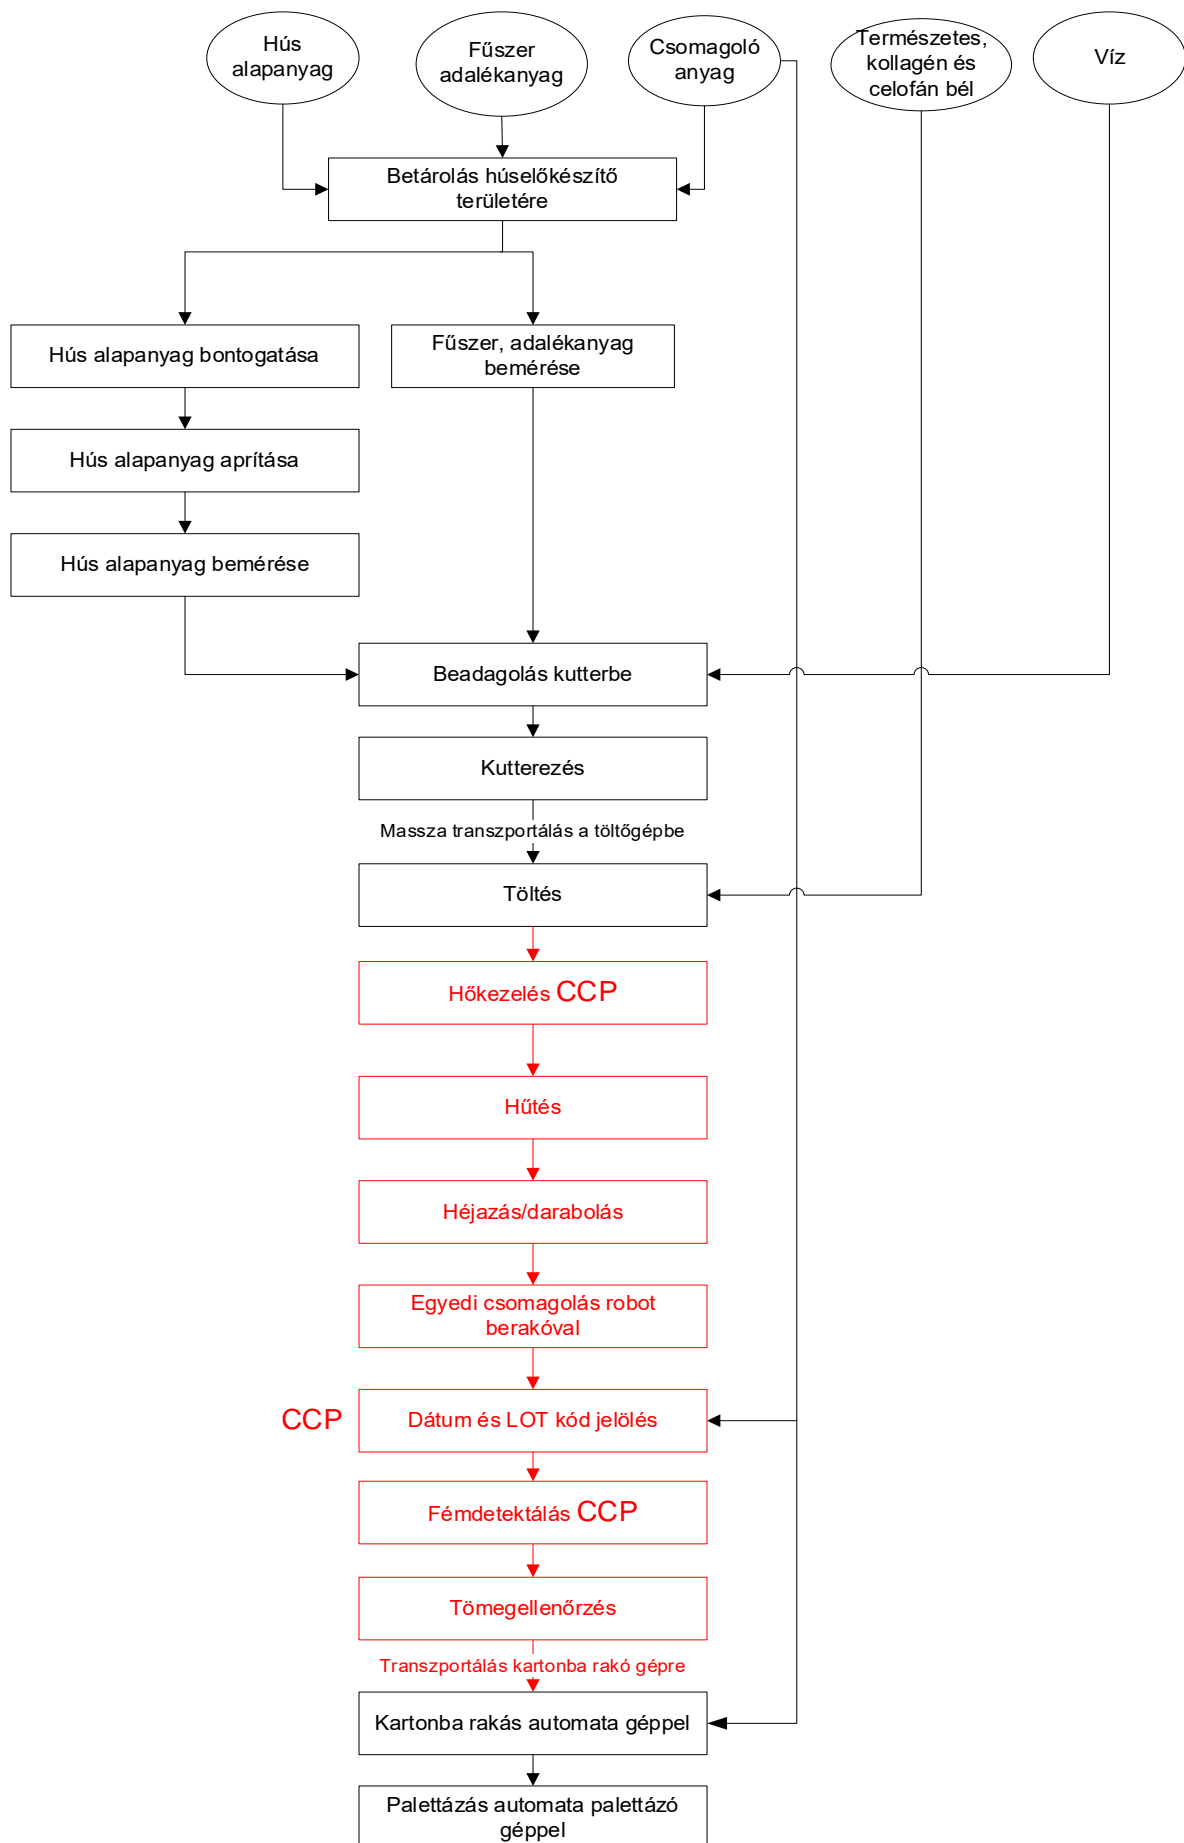 Hús
alapanyag
Fűszer
adalékanyag
Csomagoló
anyag
Természetes,
kollagén és
celofán bél
Víz
Betárolás húselőkészítő
területére
Hús alapanyag bontogatása
Fűszer, adalékanyag
bemérése
Hús alapanyag aprítása
Hús alapanyag bemérése
Beadagolás kutterbe
Kutterezés
Massza transzportálás a töltőgépbe
Töltés
Hőkezelés CCP
Hűtés
Héjazás/darabolás
Egyedi csomagolás robot
berakóval
CCP
Dátum és LOT kód jelölés
Fémdetektálás CCP
Tömegellenőrzés
Transzportálás kartonba rakó gépre
Kartonba rakás automata géppel
Palettázás automata palettázó
géppel